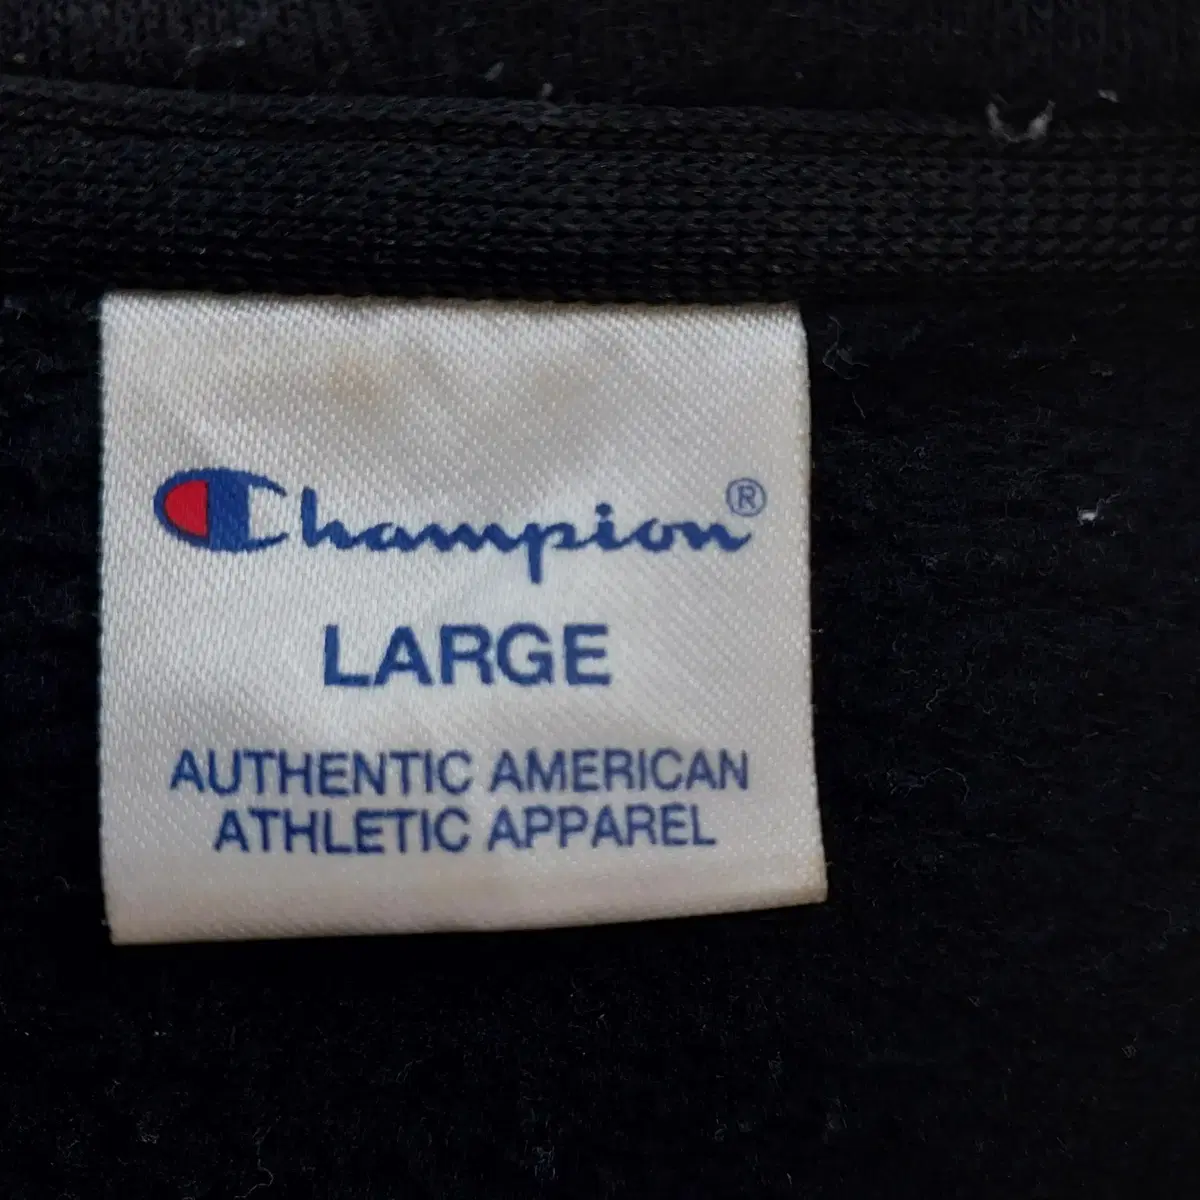 Champion®
LARGE
AUTHENTIC AMERICAN
ATHLETIC APPAREL